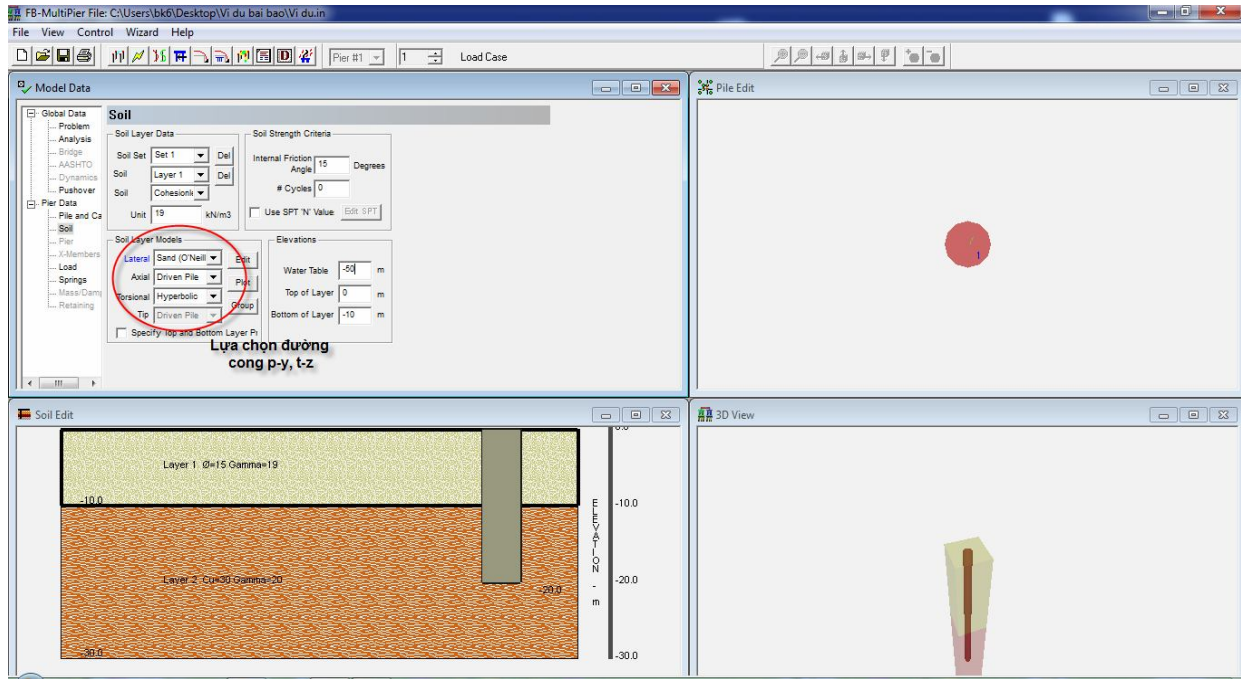 FB-MultiPier File: C:\Users\bk6\Desktop\Vi du bai bao\Vi du.in
File View Control Wizard Help
Pier #1 1 Load Case
Model Data
Global Data
Problem
Analysis
Bridge
AASHTO
Dynamics
Pushover
Pier Data
Pile and Ca
Soil
Pier
X-Members
Load
Springs
Mass/Damp
Retaining
Soil
Soil Layer Data
Soil Set Set 1 Del
Soil Layer 1 Del
Soil Cohesionle
Unit 19 kN/m3
Soil Strength Criteria
Internal Friction Angle 15 Degrees
# Cycles 0
Use SPT 'N' Value Edit SPT
Soil Layer Models
Lateral Sand (O'Neill Edit
Axial Driven Pile Plot
Torsional Hyperbolic Group
Tip Driven Pile
Specify Top and Bottom Layer Pr
Elevations
Water Table -50 m
Top of Layer 0 m
Bottom of Layer -10 m
Lựa chọn đường
cong p-y, t-z
Pile Edit
1
Soil Edit
Layer 1 Ø=15 Gamma=19
-10.0
Layer 2 Cu=30 Gamma=20
-20.0
-30.0
ELEVATION - m
0.0
-10.0
-20.0
-30.0
3D View